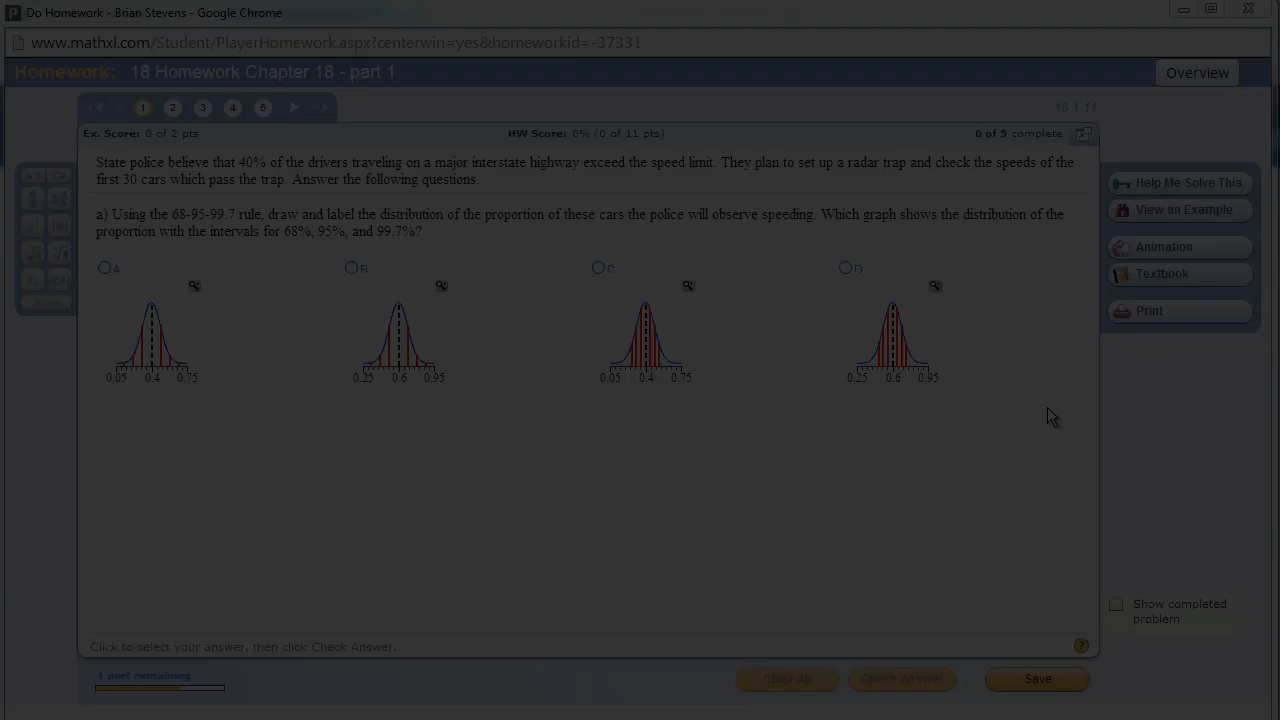 Do Homework - Brian Stevens - Google Chrome
www.mathxl.com/Student/PlayerHomework.aspx?centerwin=yes&homeworkid=-37331
Homework: 18 Homework Chapter 18 - part 1
Overview
1 2 3 4 5
18.1.11
Ex. Score: 0 of 2 pts HW Score: 0% (0 of 11 pts) 0 of 5 complete
State police believe that 40% of the drivers traveling on a major interstate highway exceed the speed limit. They plan to set up a radar trap and check the speeds of the
first 30 cars which pass the trap. Answer the following questions.
a) Using the 68-95-99.7 rule, draw and label the distribution of the proportion of these cars the police will observe speeding. Which graph shows the distribution of the
proportion with the intervals for 68%, 95%, and 99.7%?
A B C D
0.05 0.4 0.75 0.25 0.6 0.95 0.05 0.4 0.75 0.25 0.6 0.95
Help Me Solve This
View an Example
Animation
Textbook
Print
Show completed
problem
Click to select your answer, then click Check Answer.
?
1 part remaining
Clear All Check Answer Save